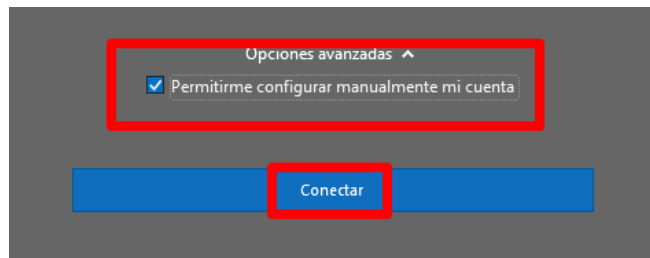 Opciones avanzadas
Permitirme configurar manualmente mi cuenta
Conectar